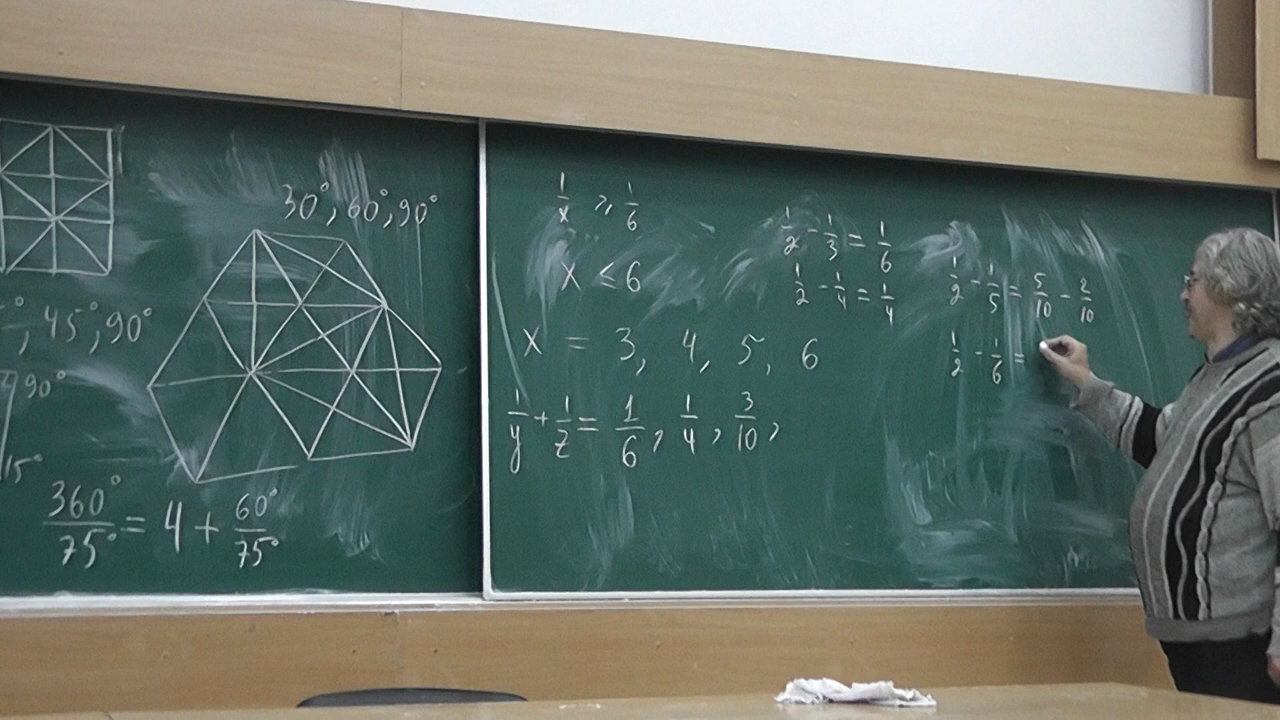 30°, 60°, 90°
, 45°, 90°
90°
15°
360°/75° = 4 + 60°/75°
1/x ⩾ 1/6
x ≤ 6
x = 3, 4, 5, 6
1/y + 1/z = 1/6, 1/4, 3/10,
1/2 - 1/3 = 1/6
1/2 - 1/4 = 1/4
1/2 - 1/5 = 5/10 - 2/10
1/2 - 1/6 =